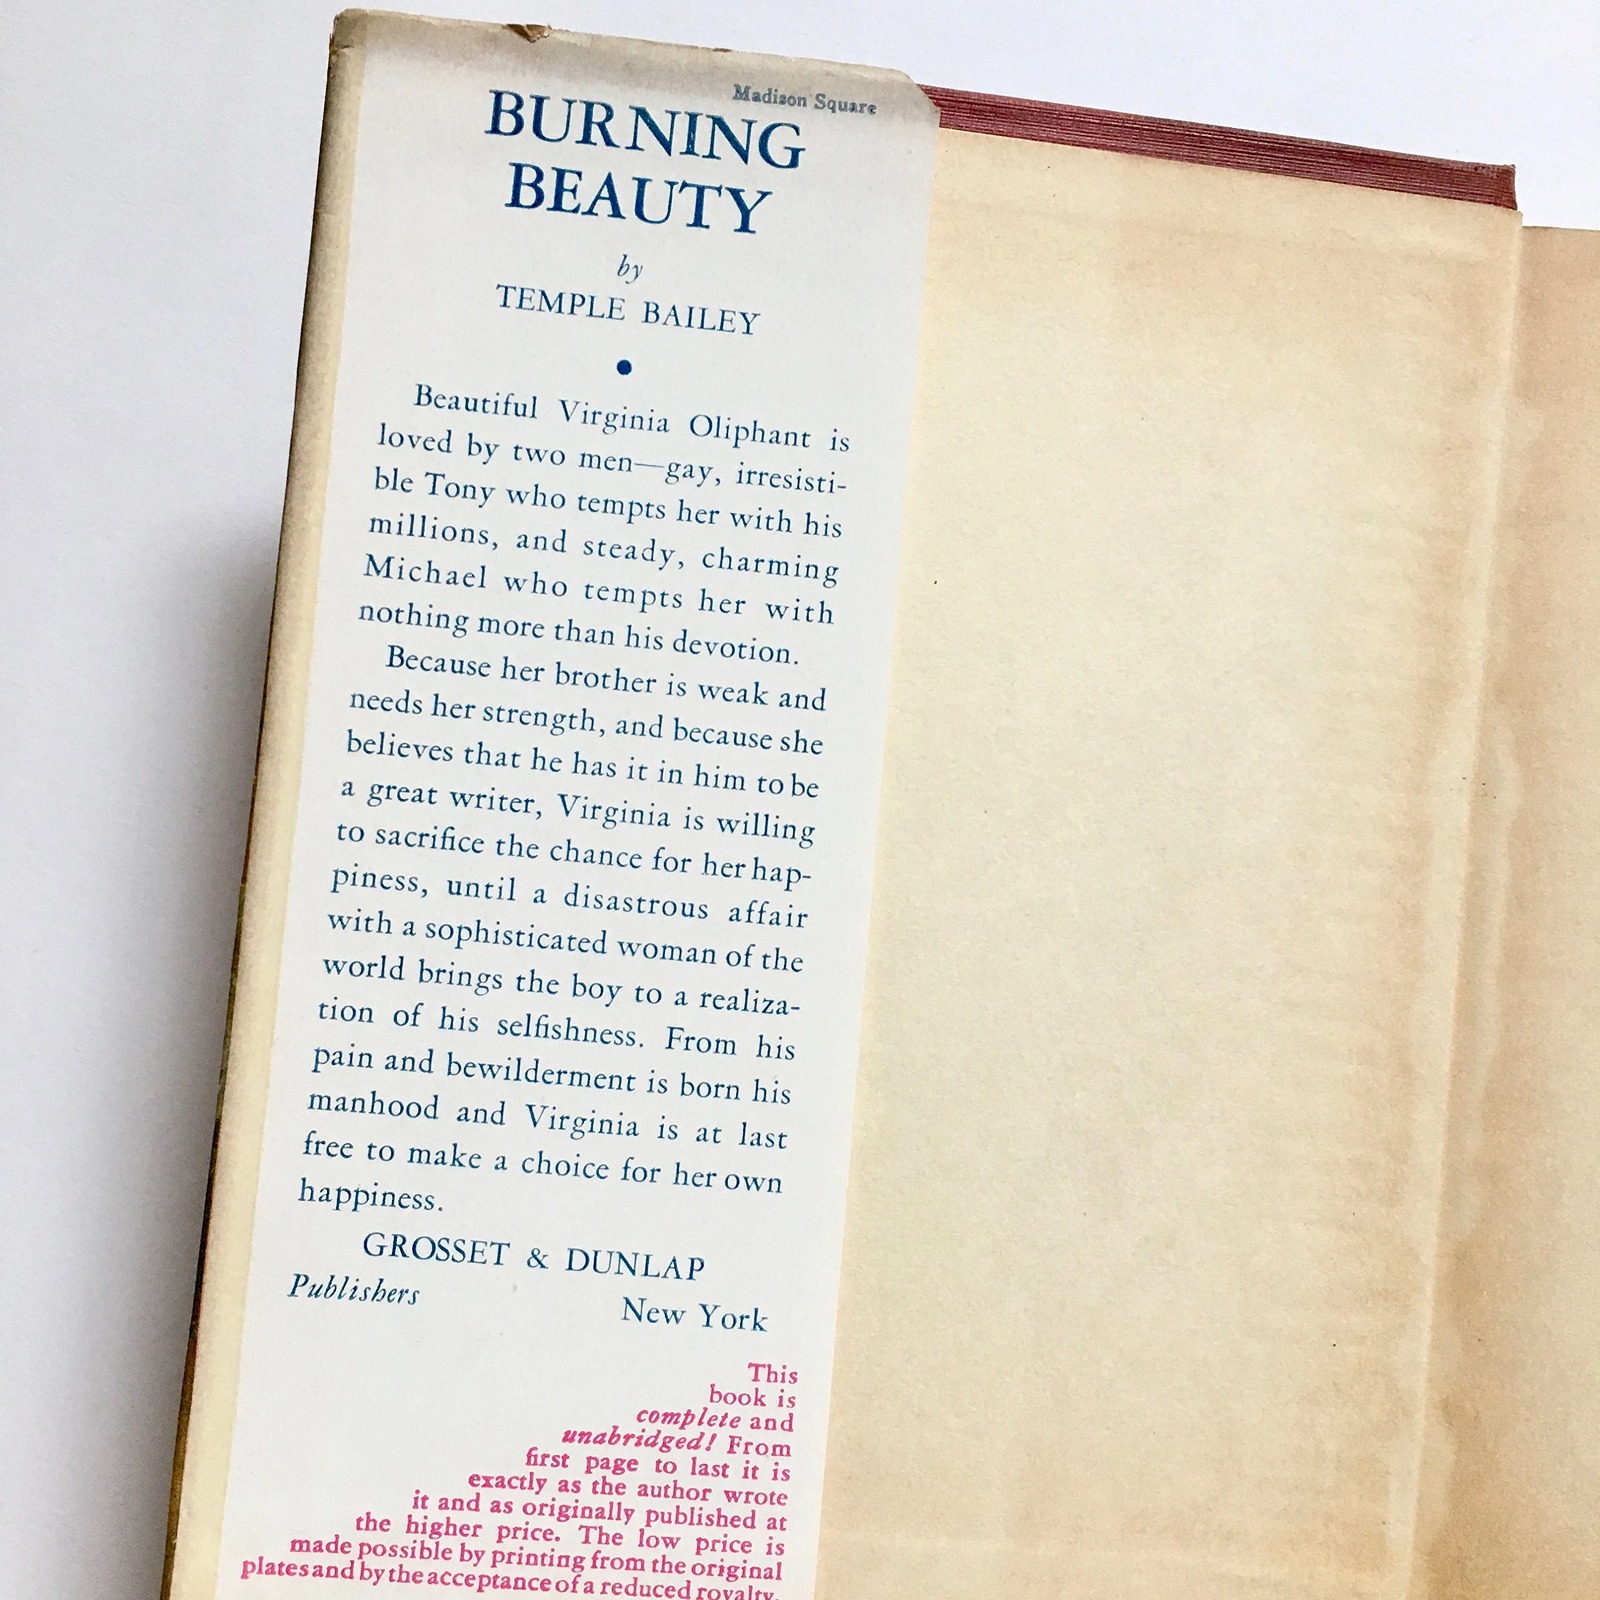 Madison Square
BURNING
BEAUTY
by
TEMPLE BAILEY
Beautiful Virginia Oliphant is
loved by two men—gay, irresisti-
ble Tony who tempts her with his
millions, and steady, charming
Michael who tempts her with
nothing more than his devotion.
Because her brother is weak and
needs her strength, and because she
believes that he has it in him to be
a great writer, Virginia is willing
to sacrifice the chance for her hap-
piness, until a disastrous affair
with a sophisticated woman of the
world brings the boy to a realiza-
tion of his selfishness. From his
pain and bewilderment is born his
manhood and Virginia is at last
free to make a choice for her own
happiness.
GROSSET & DUNLAP
Publishers New York
This
book is
complete and
unabridged! From
first page to last it is
exactly as the author wrote
it and as originally published at
the higher price. The low price is
made possible by printing from the original
plates and by the acceptance of a reduced royalty.